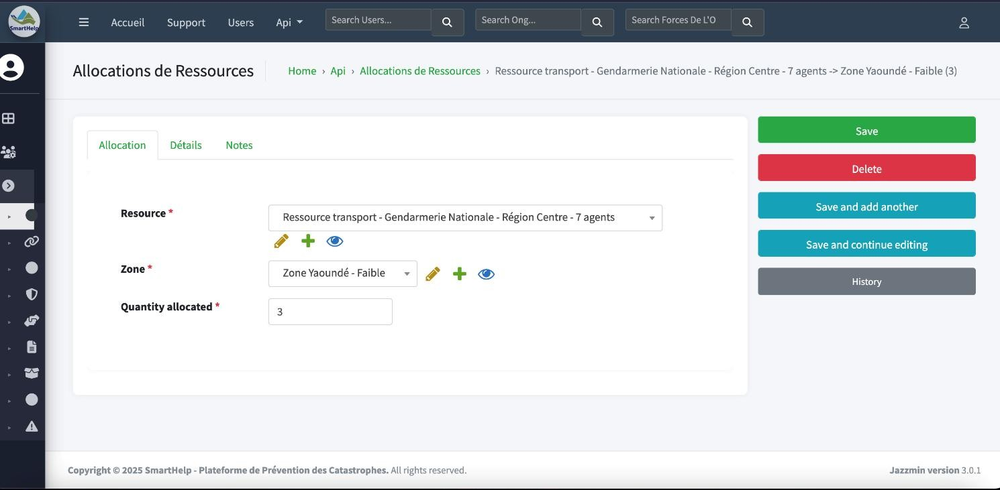 SmartHelp
Accueil Support Users Api Search Users... Search Ong... Search Forces De L'O
Allocations de Ressources
Home › Api › Allocations de Ressources › Ressource transport - Gendarmerie Nationale - Région Centre - 7 agents -> Zone Yaoundé - Faible (3)
Allocation Détails Notes
Resource *
Ressource transport - Gendarmerie Nationale - Région Centre - 7 agents
Zone *
Zone Yaoundé - Faible
Quantity allocated *
3
Save
Delete
Save and add another
Save and continue editing
History
Copyright © 2025 SmartHelp - Plateforme de Prévention des Catastrophes. All rights reserved.
Jazzmin version 3.0.1